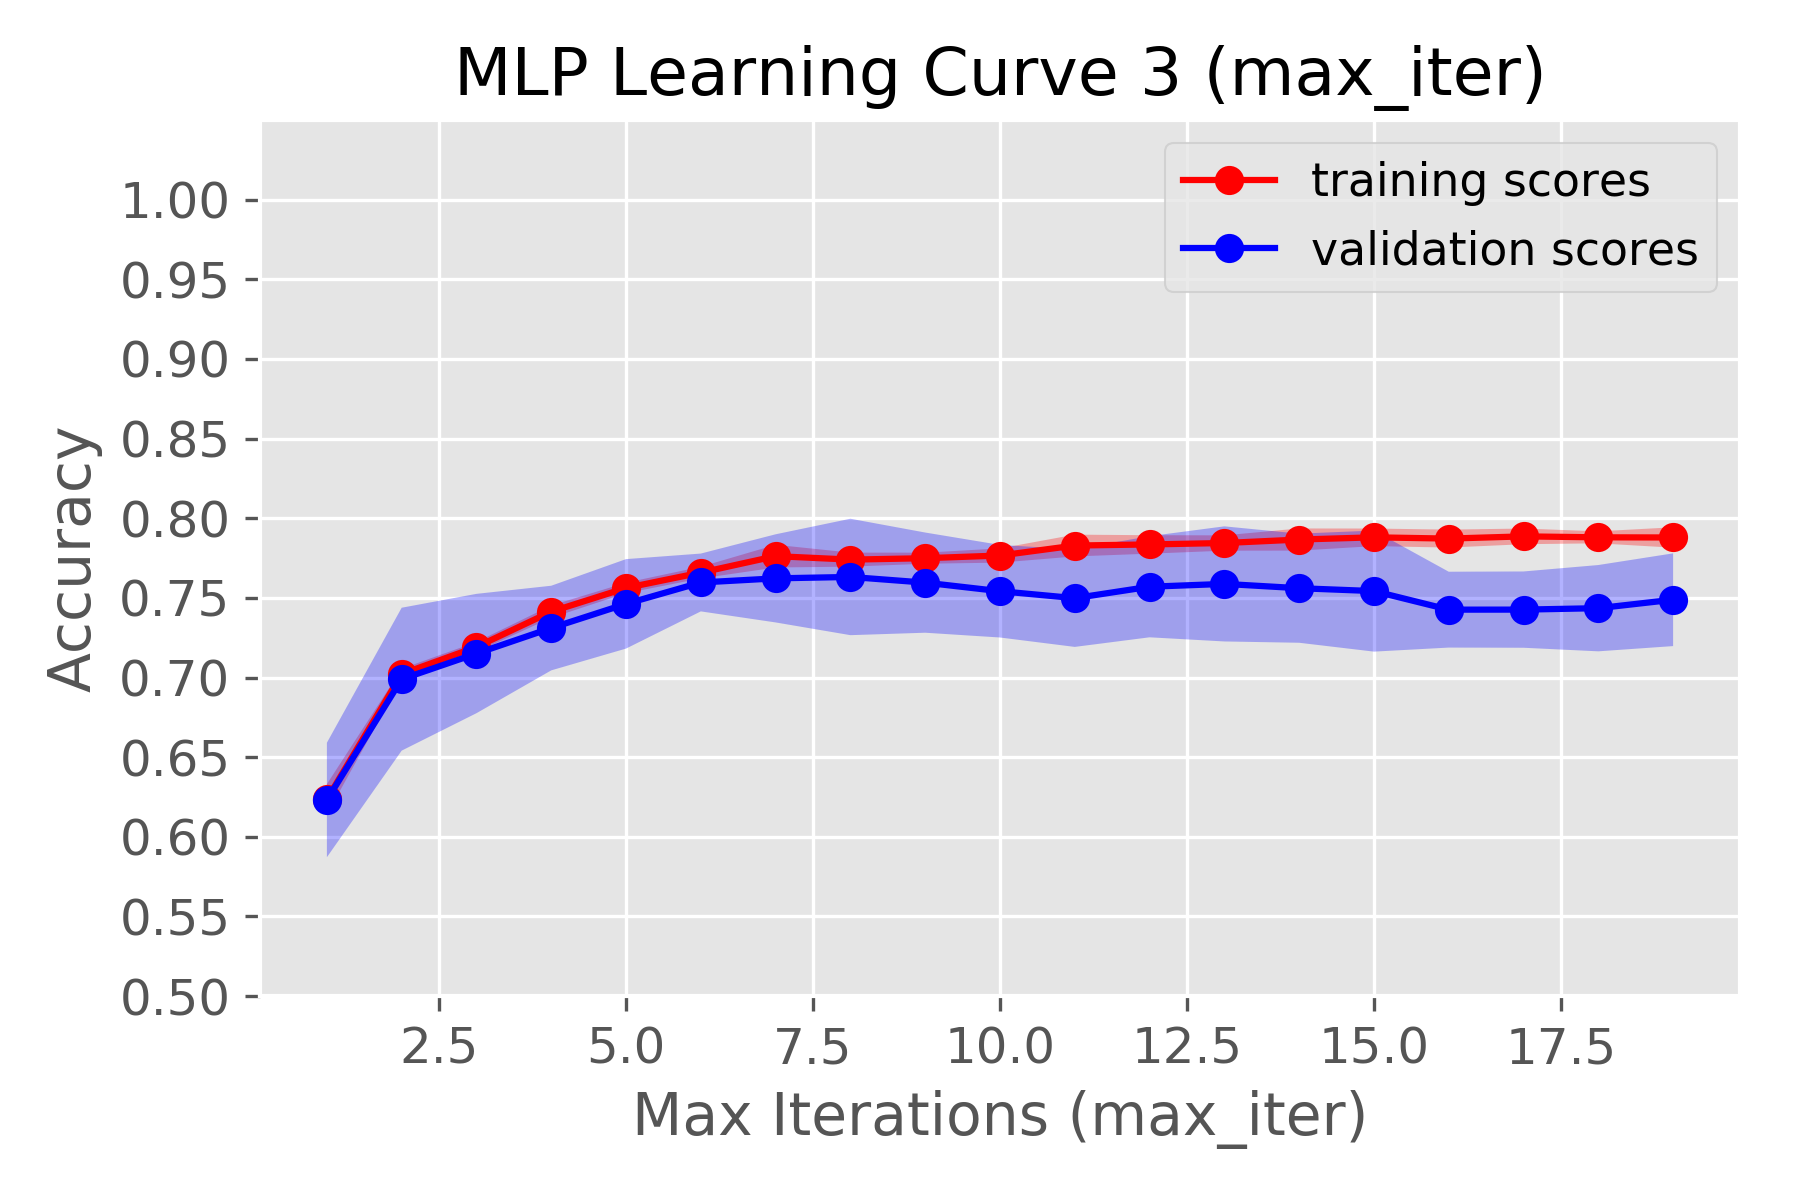 MLP Learning Curve 3 (max_iter)
training scores
validation scores
1.00
0.95
0.90
0.85
0.80
0.75
0.70
0.65
0.60
0.55
0.50
Accuracy
2.5 5.0 7.5 10.0 12.5 15.0 17.5
Max Iterations (max_iter)